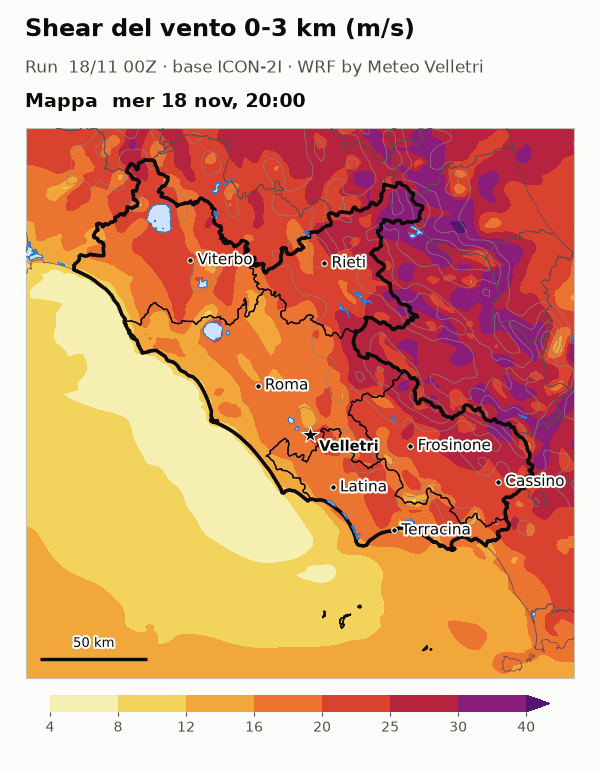 Shear del vento 0-3 km (m/s)
Run  18/11 00Z · base ICON-2I · WRF by Meteo Velletri
Mappa  mer 18 nov, 20:00
Viterbo
Rieti
Roma
Velletri
Frosinone
Cassino
Latina
Terracina
50 km
4 8 12 16 20 25 30 40